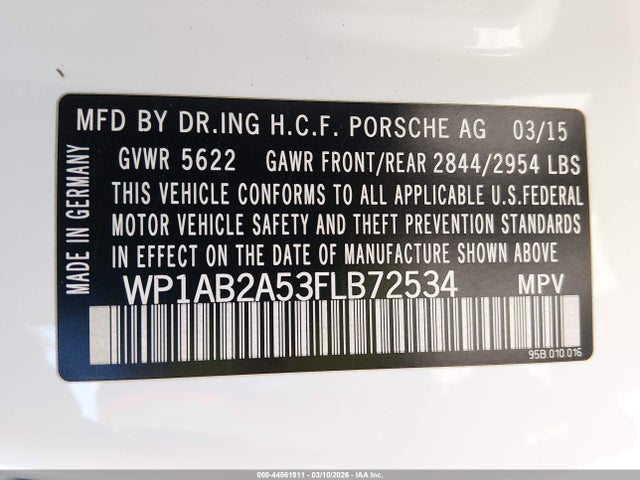 MFD BY DR.ING H.C.F. PORSCHE AG 03/15
GVWR 5622 GAWR FRONT/REAR 2844/2954 LBS
THIS VEHICLE CONFORMS TO ALL APPLICABLE U.S.FEDERAL
MOTOR VEHICLE SAFETY AND THEFT PREVENTION STANDARDS
IN EFFECT ON THE DATE OF MANUFACTURE SHOWN ABOVE
WP1AB2A53FLB72534 MPV
95B.010.016
MADE IN GERMANY
000-44561911 - 03/10/2026 - IAA Inc.